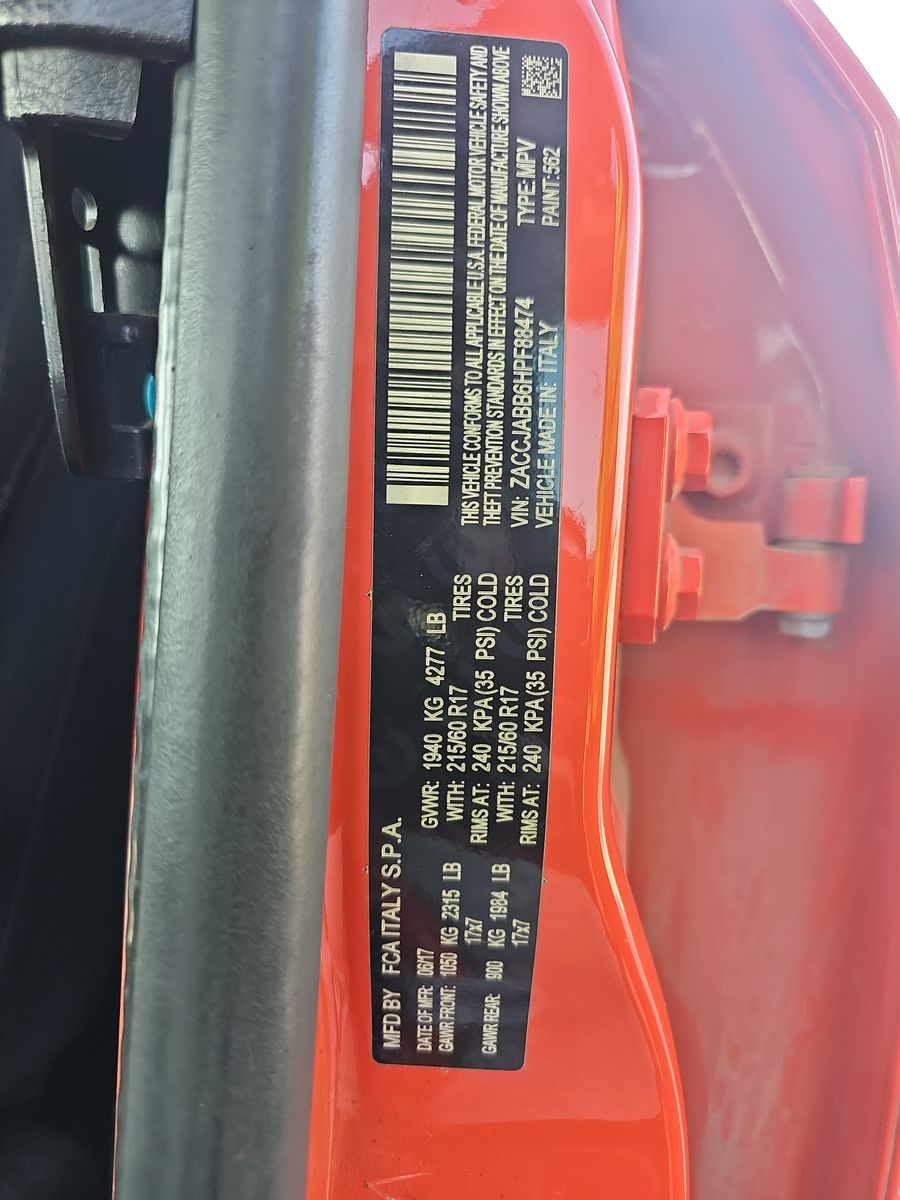 MFD BY FCA ITALY S.P.A.
DATE OF MFR: 06/17 GVWR: 1940 KG 4277 LB
GAWR FRONT: 1050 KG 2315 LB WITH: 215/60 R17 TIRES
17x7 RIMS AT: 240 KPA (35 PSI) COLD
GAWR REAR: 900 KG 1984 LB WITH: 215/60 R17 TIRES
17x7 RIMS AT: 240 KPA (35 PSI) COLD
THIS VEHICLE CONFORMS TO ALL APPLICABLE U.S.A. FEDERAL MOTOR VEHICLE SAFETY AND
THEFT PREVENTION STANDARDS IN EFFECT ON THE DATE OF MANUFACTURE SHOWN ABOVE
VIN: ZACCJABB6HPF88474 TYPE: MPV
VEHICLE MADE IN: ITALY PAINT: 562